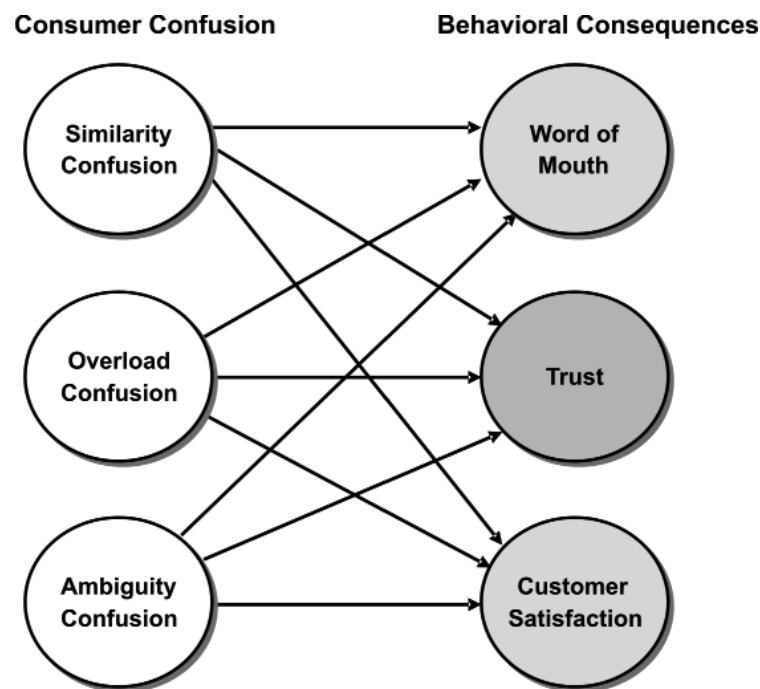 Consumer Confusion
Behavioral Consequences
Similarity
Confusion
Word of
Mouth
Overload
Confusion
Trust
Ambiguity
Confusion
Customer
Satisfaction